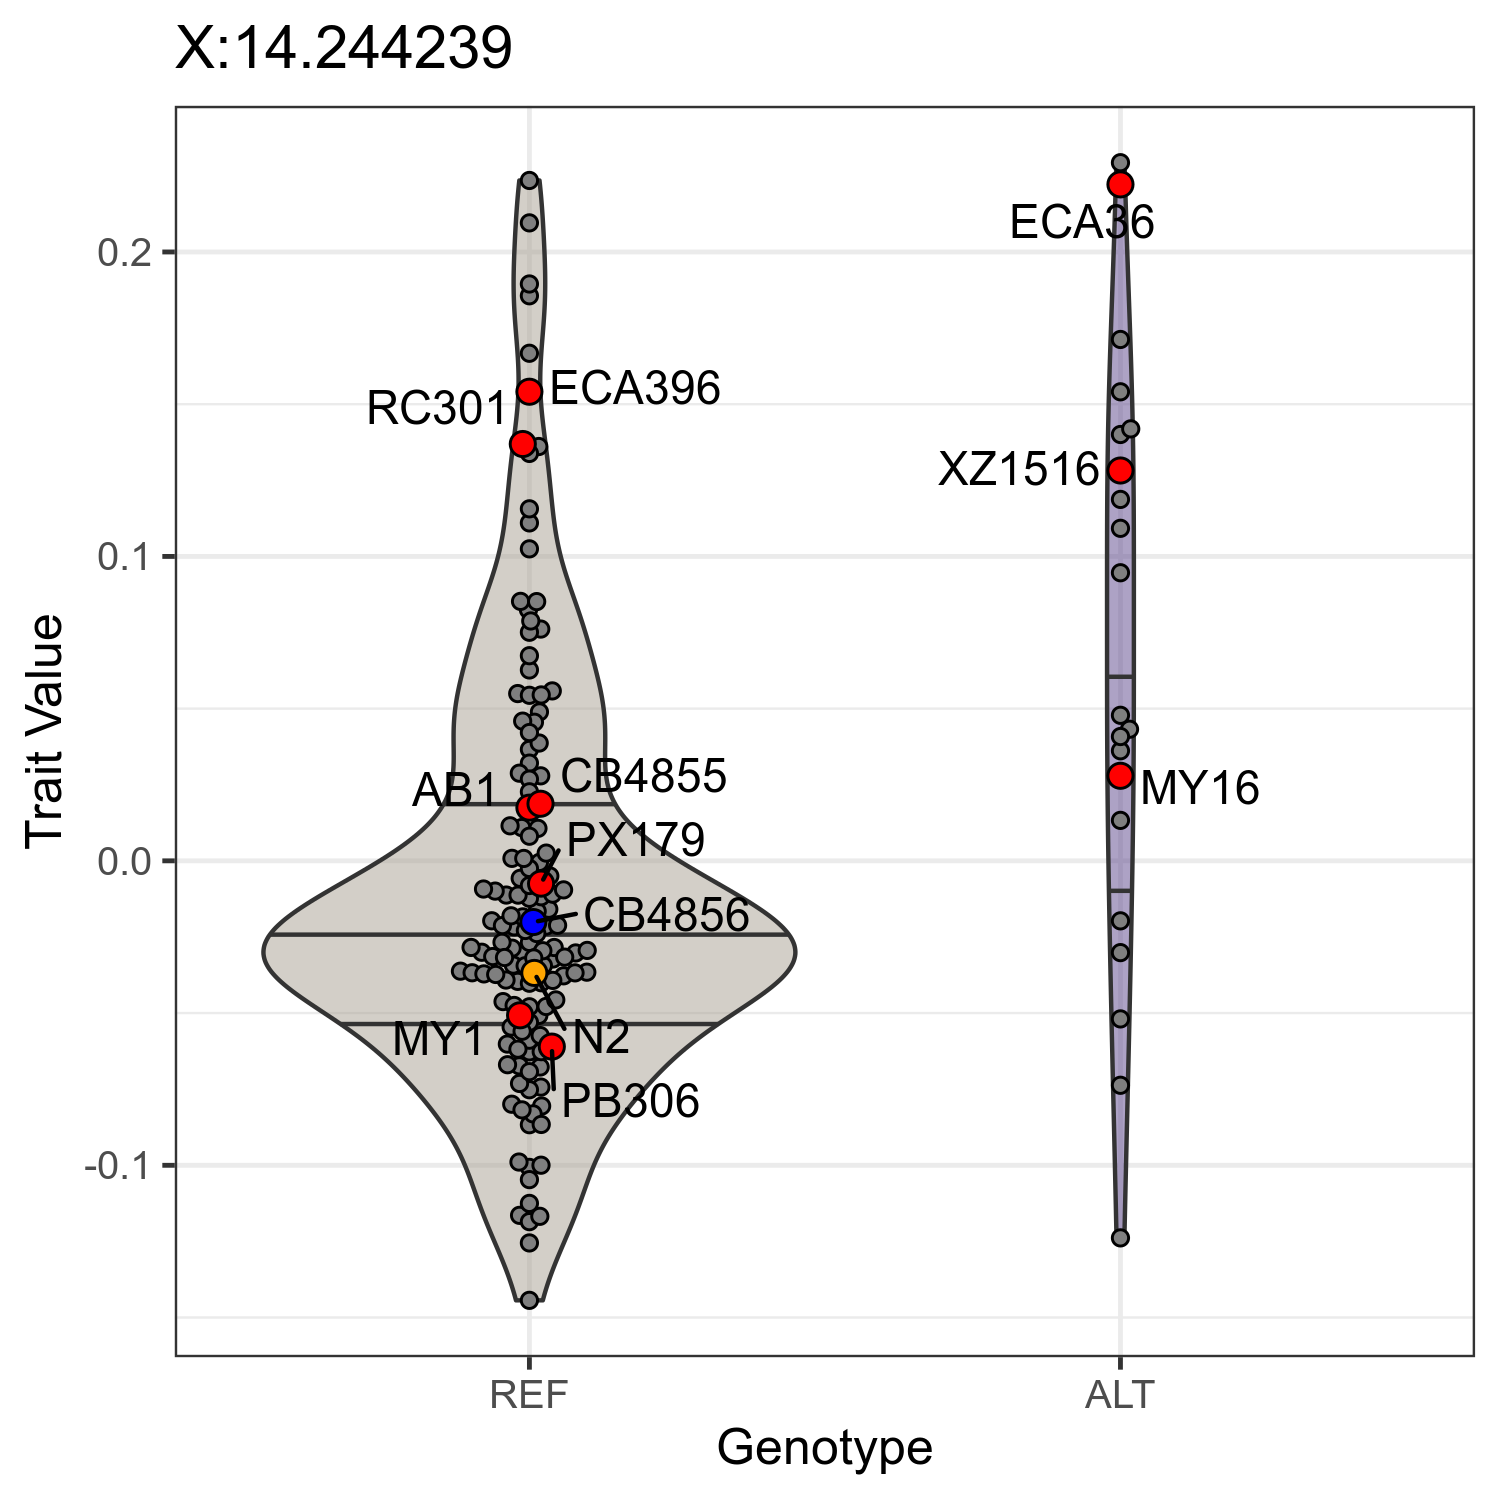 X:14.244239
ECA36
0.2
RC301
ECA396
XZ1516
0.1
AB1
CB4855
MY16
PX179
0.0
CB4856
MY1
N2
PB306
-0.1
Trait Value
REF
ALT
Genotype